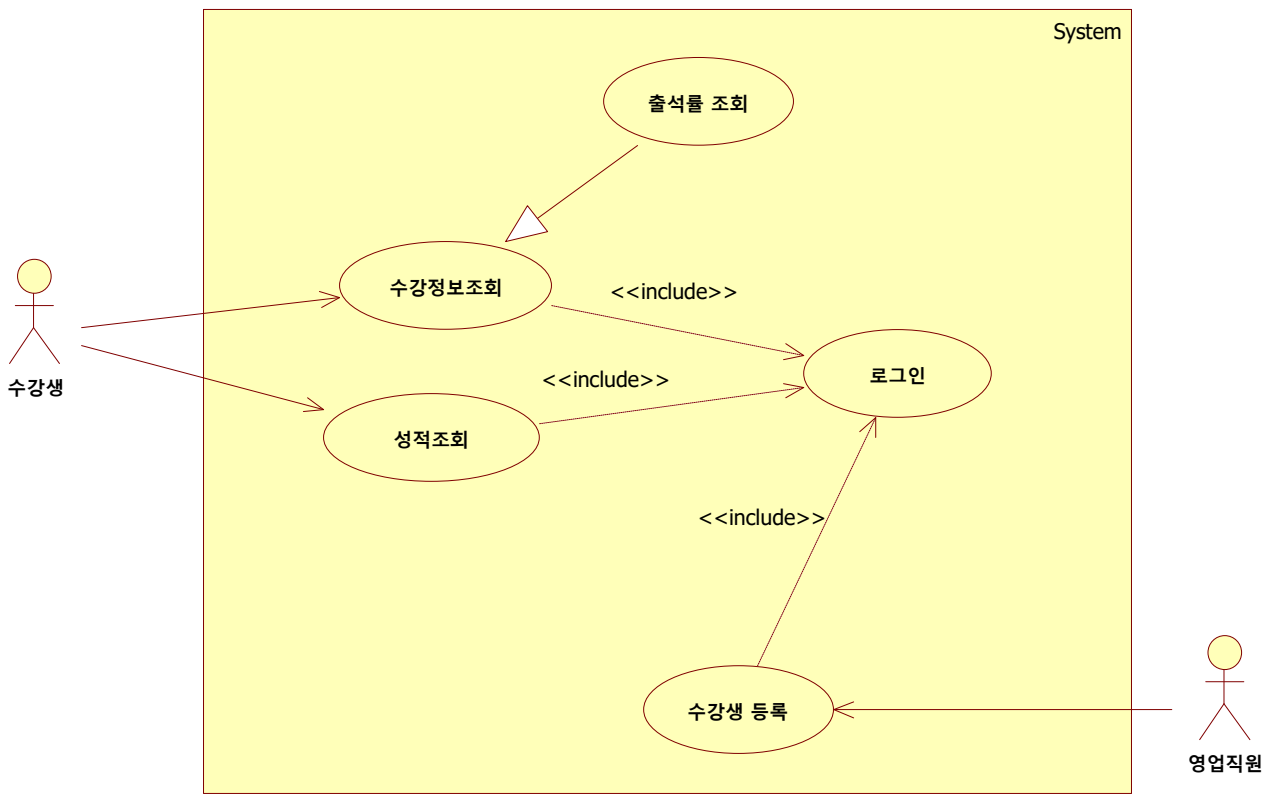 System
출석률 조회
수강정보조회
<<include>>
로그인
수강생
<<include>>
성적조회
<<include>>
수강생 등록
영업직원